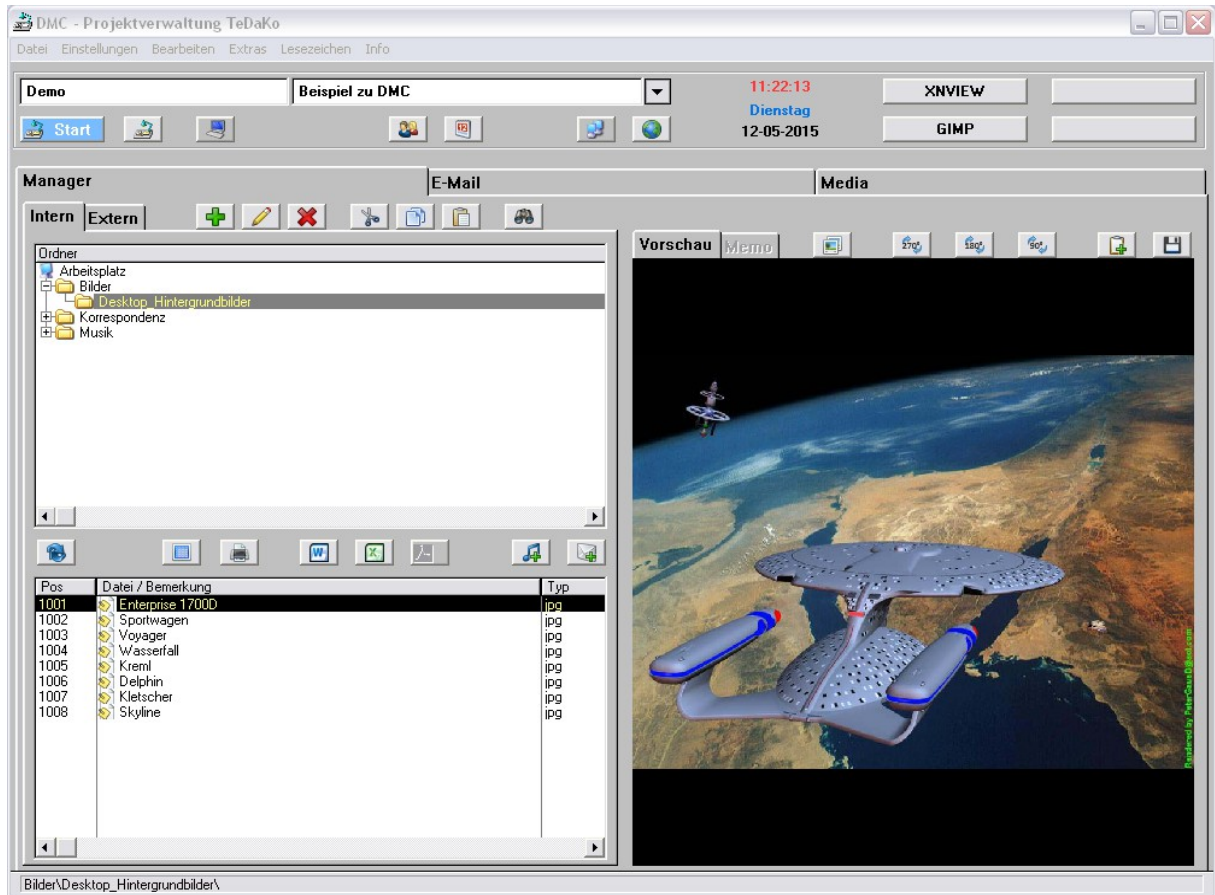 DMC - Projektverwaltung TeDaKo
Datei Einstellungen Bearbeiten Extras Lesezeichen Info
Demo
Beispiel zu DMC
11:22:13
Dienstag
12-05-2015
XNVIEW
GIMP
Start
Manager
E-Mail
Media
Intern
Extern
Ordner
Arbeitsplatz
Bilder
Desktop_Hintergrundbilder
Korrespondenz
Musik
Pos Datei / Bemerkung Typ
1001 Enterprise 1700D jpg
1002 Sportwagen jpg
1003 Voyager jpg
1004 Wasserfall jpg
1005 Kreml jpg
1006 Delphin jpg
1007 Kletscher jpg
1008 Skyline jpg
Vorschau
Memo
270°
180°
90°
Bilder\Desktop_Hintergrundbilder\